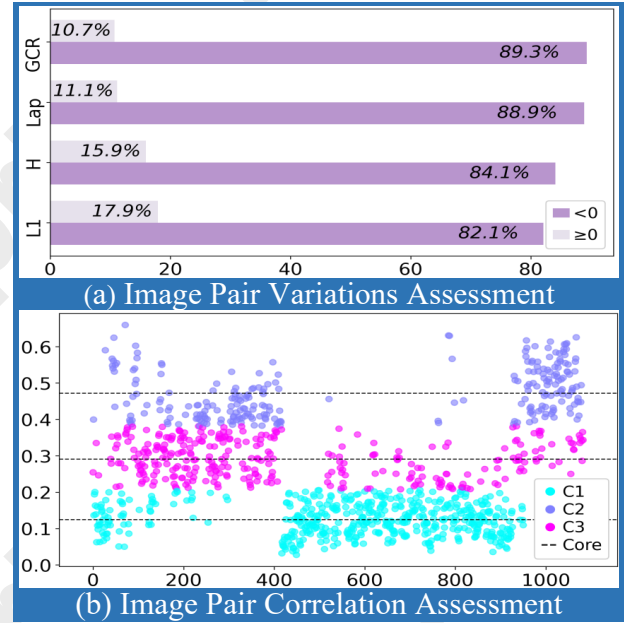 GCR 10.7%
89.3%
Lap 11.1%
88.9%
H 15.9%
84.1%
L1 17.9%
82.1%
<0
≥0
0 20 40 60 80
(a) Image Pair Variations Assessment
0.6
0.5
0.4
0.3
0.2
0.1
0.0
C1
C2
C3
Core
0 200 400 600 800 1000
(b) Image Pair Correlation Assessment